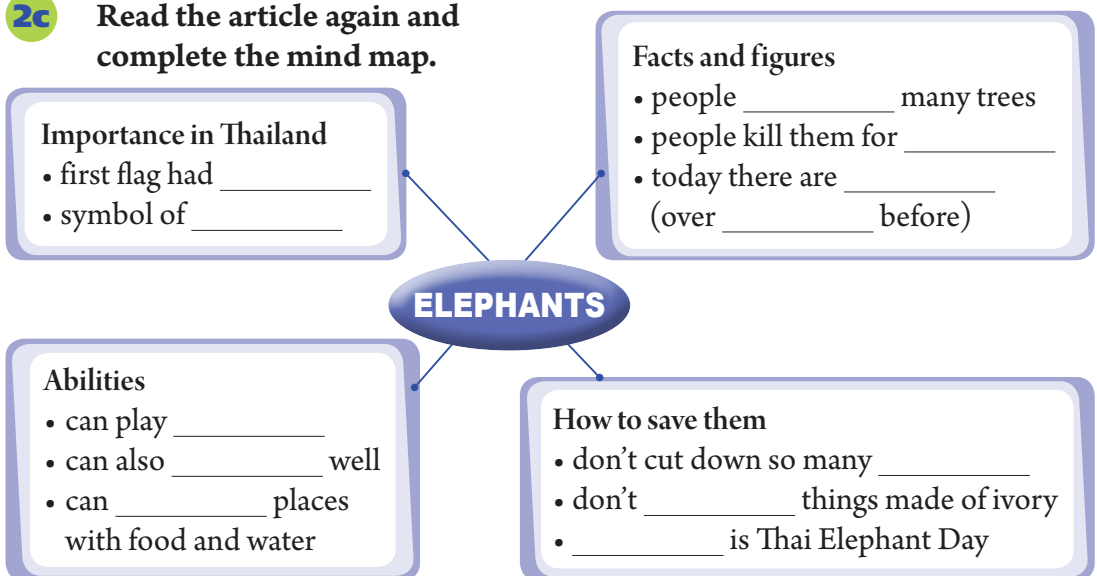 2c
Read the article again and
complete the mind map.
Importance in Thailand
• first flag had __________
• symbol of __________
Facts and figures
• people __________ many trees
• people kill them for __________
• today there are __________
(over __________ before)
ELEPHANTS
Abilities
• can play __________
• can also __________ well
• can __________ places
with food and water
How to save them
• don't cut down so many __________
• don't __________ things made of ivory
• __________ is Thai Elephant Day